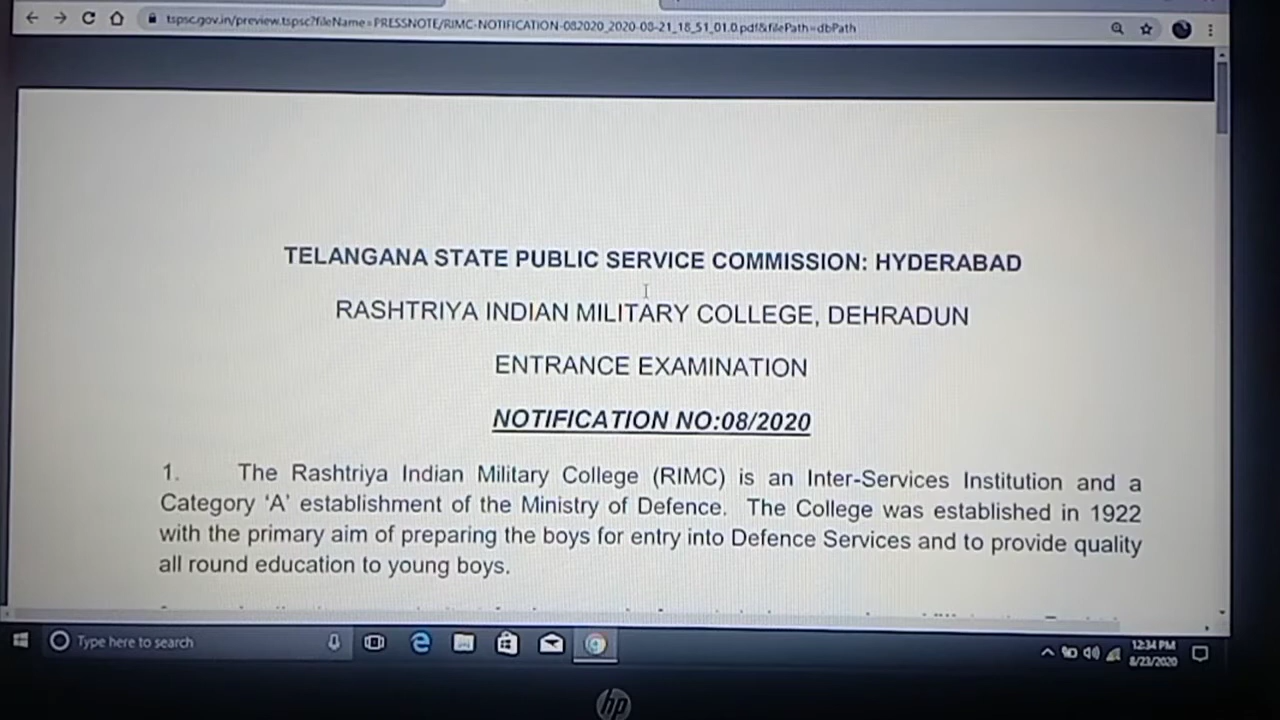 tspsc.gov.in/preview.tspsc?fileName=PRESSNOTE/RIMC-NOTIFICATION-082020_2020-08-21_18_51_01.0.pdf&filePath=dbPath
TELANGANA STATE PUBLIC SERVICE COMMISSION: HYDERABAD
RASHTRIYA INDIAN MILITARY COLLEGE, DEHRADUN
ENTRANCE EXAMINATION
NOTIFICATION NO:08/2020
1. The Rashtriya Indian Military College (RIMC) is an Inter-Services Institution and a
Category ‘A’ establishment of the Ministry of Defence. The College was established in 1922
with the primary aim of preparing the boys for entry into Defence Services and to provide quality
all round education to young boys.
Type here to search
12:34 PM
8/23/2020
hp